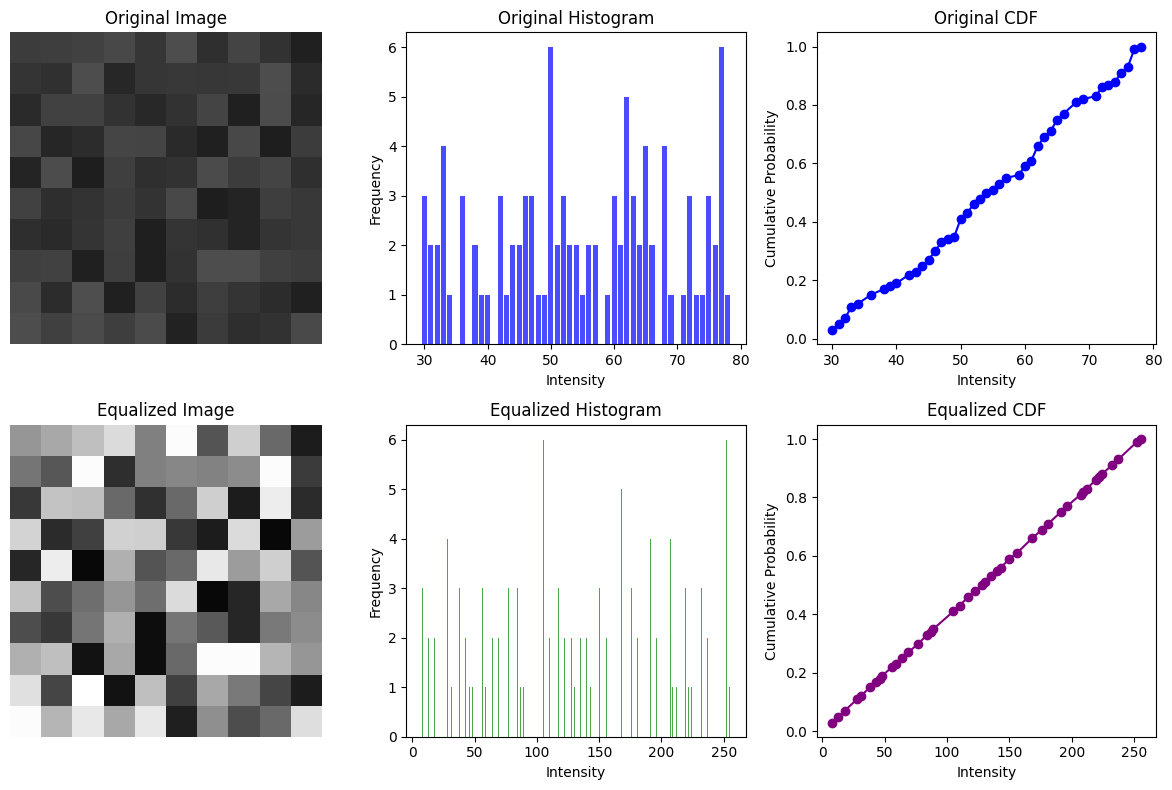 Original Image
Original Histogram
Original CDF
6
5
4
3
2
1
0
Frequency
30 40 50 60 70 80
Intensity
1.0
0.8
0.6
0.4
0.2
0.0
Cumulative Probability
30 40 50 60 70 80
Intensity
Equalized Image
Equalized Histogram
Equalized CDF
6
5
4
3
2
1
0
Frequency
0 50 100 150 200 250
Intensity
1.0
0.8
0.6
0.4
0.2
0.0
Cumulative Probability
0 50 100 150 200 250
Intensity